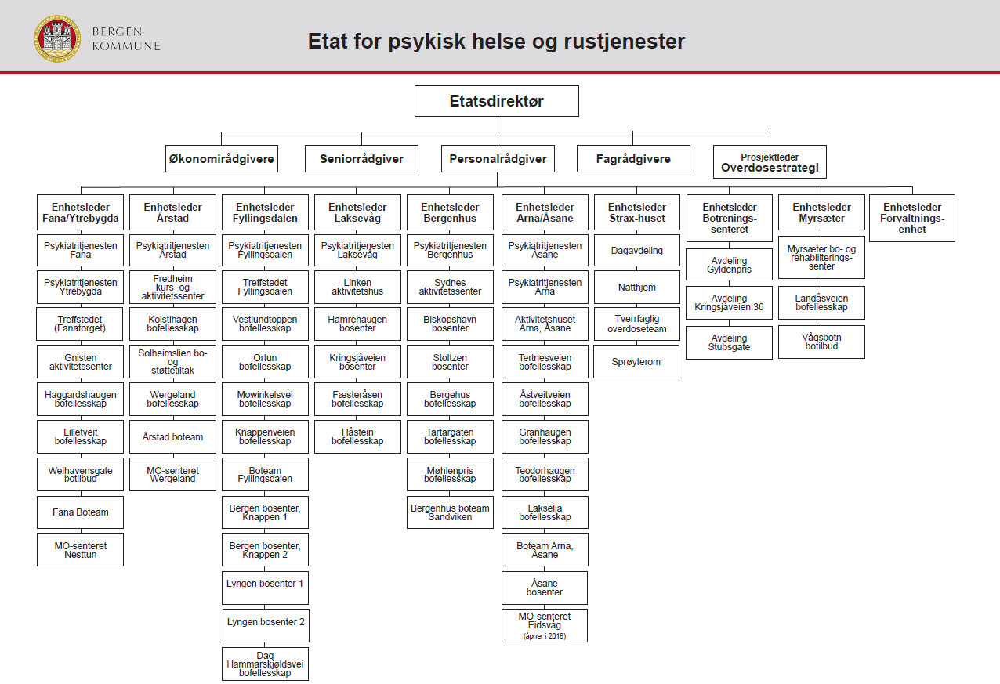 BERGEN
KOMMUNE
Etat for psykisk helse og rustjenester
Etatsdirektør
Økonomirådgivere
Seniorrådgiver
Personalrådgiver
Fagrådgivere
Prosjektleder
Overdosestrategi
Enhetsleder
Fana/Ytrebygda
Psykiatritjenesten
Fana
Psykiatritjenesten
Ytrebygda
Treffstedet
(Fanatorget)
Gnisten
aktivitetssenter
Haggardshaugen
bofellesskap
Lilletveit
bofellesskap
Welhavensgate
botilbud
Fana Boteam
MO-senteret
Nesttun
Enhetsleder
Årstad
Psykiatritjenesten
Årstad
Fredheim
kurs- og
aktivitetssenter
Kolstihagen
bofellesskap
Solheimslien bo-
og
støttetiltak
Wergeland
bofellesskap
Årstad boteam
MO-senteret
Wergeland
Enhetsleder
Fyllingsdalen
Psykiatritjenesten
Fyllingsdalen
Treffstedet
Fyllingsdalen
Vestlundtoppen
bofellesskap
Ortun
bofellesskap
Mowinkelsvei
bofellesskap
Knappenveien
bofellesskap
Boteam
Fyllingsdalen
Bergen bosenter,
Knappen 1
Bergen bosenter,
Knappen 2
Lyngen bosenter 1
Lyngen bosenter 2
Dag
Hammarskjøldsvei
bofellesskap
Enhetsleder
Laksevåg
Psykiatritjenesten
Laksevåg
Linken
aktivitetshus
Hamrehaugen
bosenter
Kringsjåveien
bosenter
Fæsteråsen
bofellesskap
Håstein
bofellesskap
Enhetsleder
Bergenhus
Psykiatritjenesten
Bergenhus
Sydnes
aktivitetssenter
Biskopshavn
bosenter
Stoltzen
bosenter
Bergehus
bofellesskap
Tartargaten
bofellesskap
Møhlenpris
bofellesskap
Bergenhus boteam
Sandviken
Enhetsleder
Arna/Åsane
Psykiatritjenesten
Åsane
Psykiatritjenesten
Arna
Aktivitetshuset
Arna, Åsane
Tertnesveien
bofellesskap
Åstveitveien
bofellesskap
Granhaugen
bofellesskap
Teodorhaugen
bofellesskap
Lakselia
bofellesskap
Boteam Arna,
Åsane
Åsane
bosenter
MO-senteret
Eidsvåg
(åpner i 2018)
Enhetsleder
Strax-huset
Dagavdeling
Natthjem
Tverrfaglig
overdoseteam
Sprøyterom
Enhetsleder
Botrenings-
senteret
Avdeling
Gyldenpris
Avdeling
Kringsjåveien 36
Avdeling
Stubsgate
Enhetsleder
Myrsæter
Myrsæter bo- og
rehabiliterings-
senter
Landåsveien
bofellesskap
Vågsbotn
botilbud
Enhetsleder
Forvaltnings-
enhet